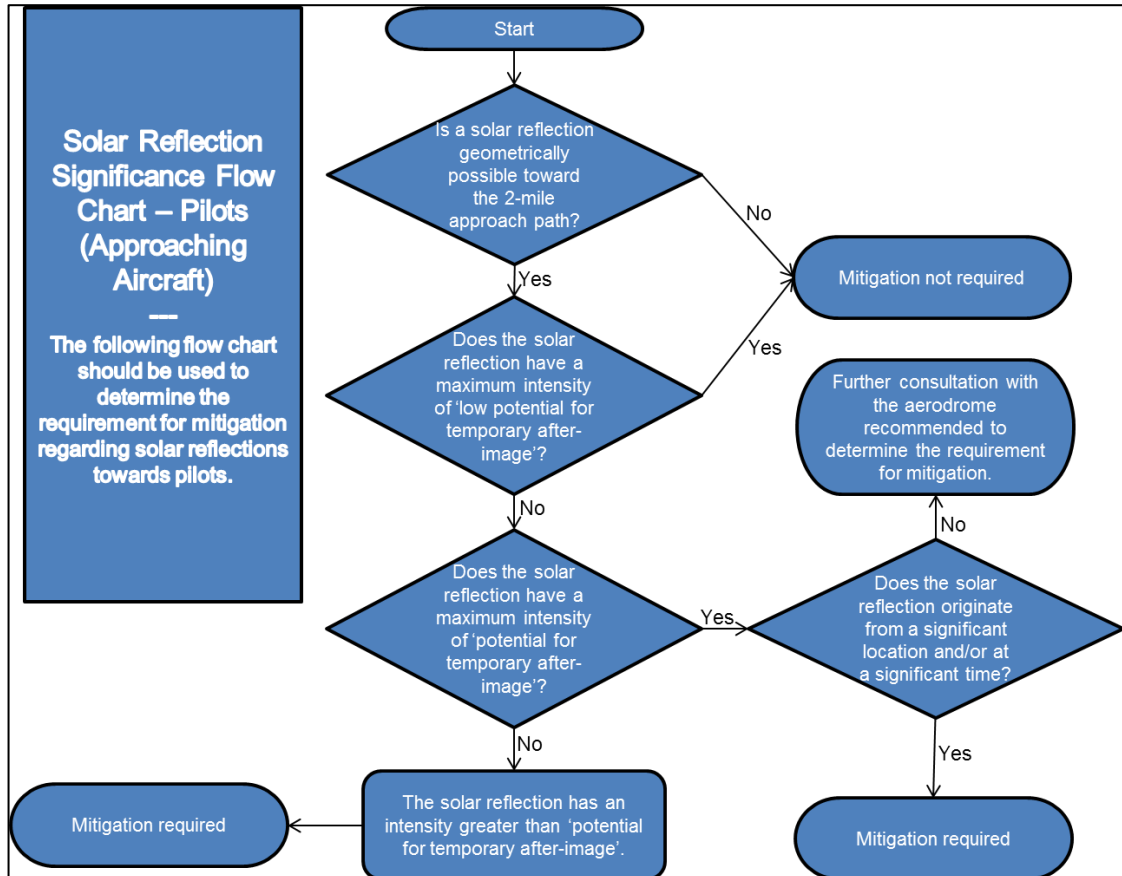 Solar Reflection
Significance Flow
Chart – Pilots
(Approaching
Aircraft)
---
The following flow chart
should be used to
determine the
requirement for mitigation
regarding solar reflections
towards pilots.
Start
Is a solar reflection
geometrically
possible toward
the 2-mile
approach path?
No
Mitigation not required
Yes
Does the solar
reflection have a
maximum intensity
of ‘low potential for
temporary after-
image’?
Yes
No
Does the solar
reflection have a
maximum intensity
of ‘potential for
temporary after-
image’?
Yes
Does the solar
reflection originate
from a significant
location and/or at
a significant time?
No
Further consultation with
the aerodrome
recommended to
determine the requirement
for mitigation.
Yes
Mitigation required
No
The solar reflection has an
intensity greater than ‘potential
for temporary after-image’.
Mitigation required